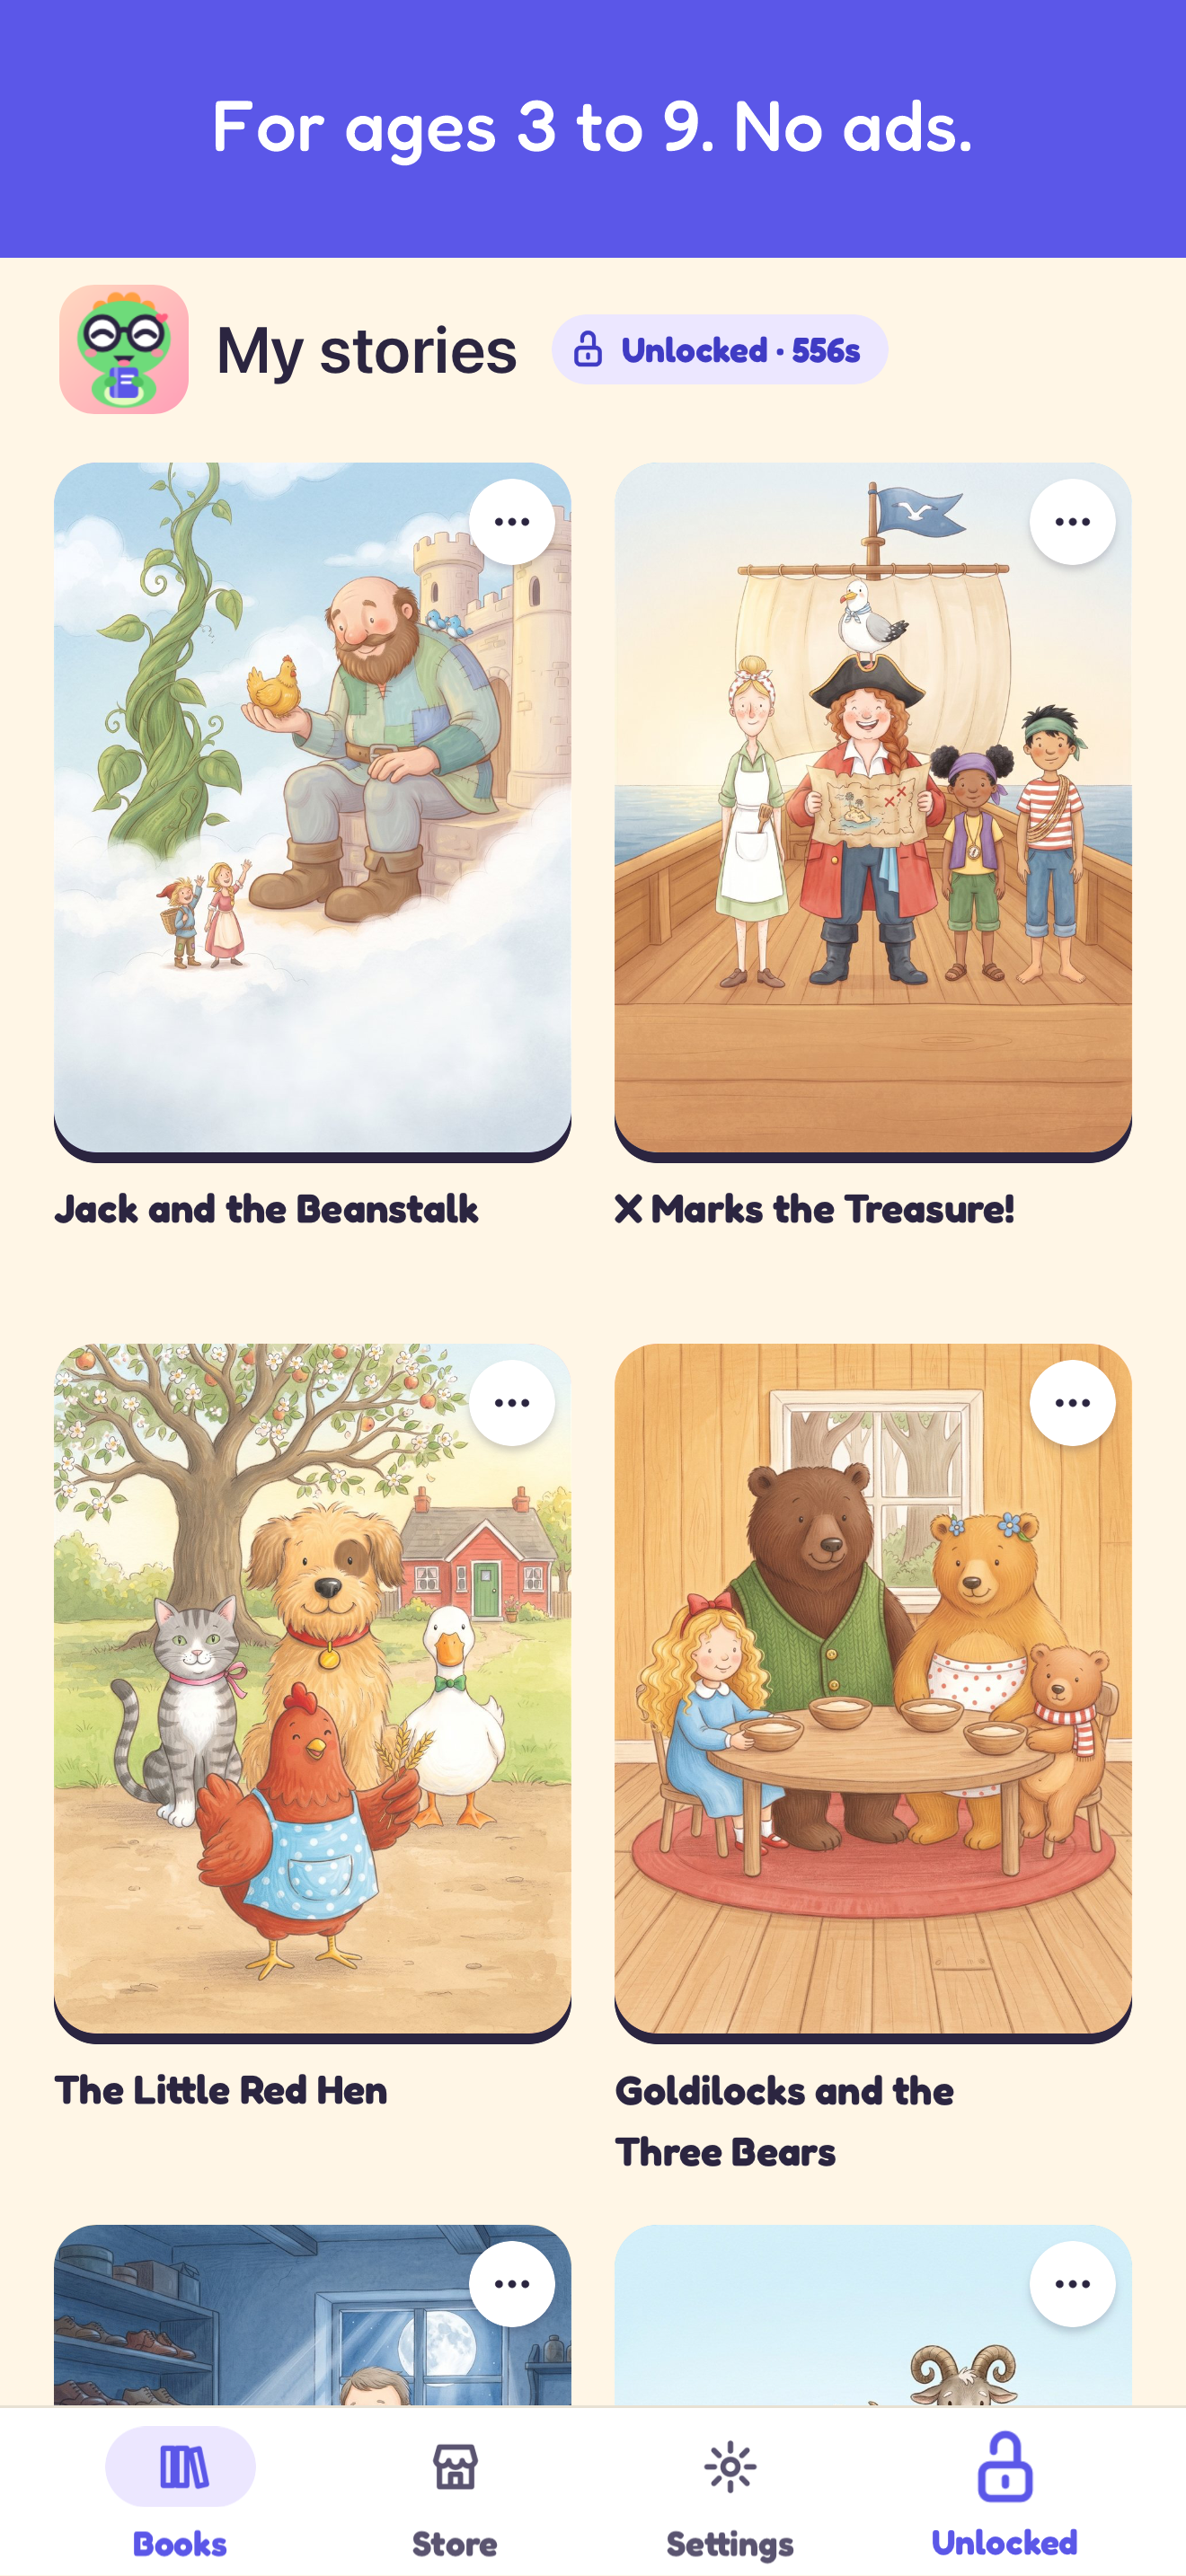 For ages 3 to 9. No ads.
My stories
Unlocked · 556s
Jack and the Beanstalk
X Marks the Treasure!
The Little Red Hen
Goldilocks and the
Three Bears
Books
Store
Settings
Unlocked